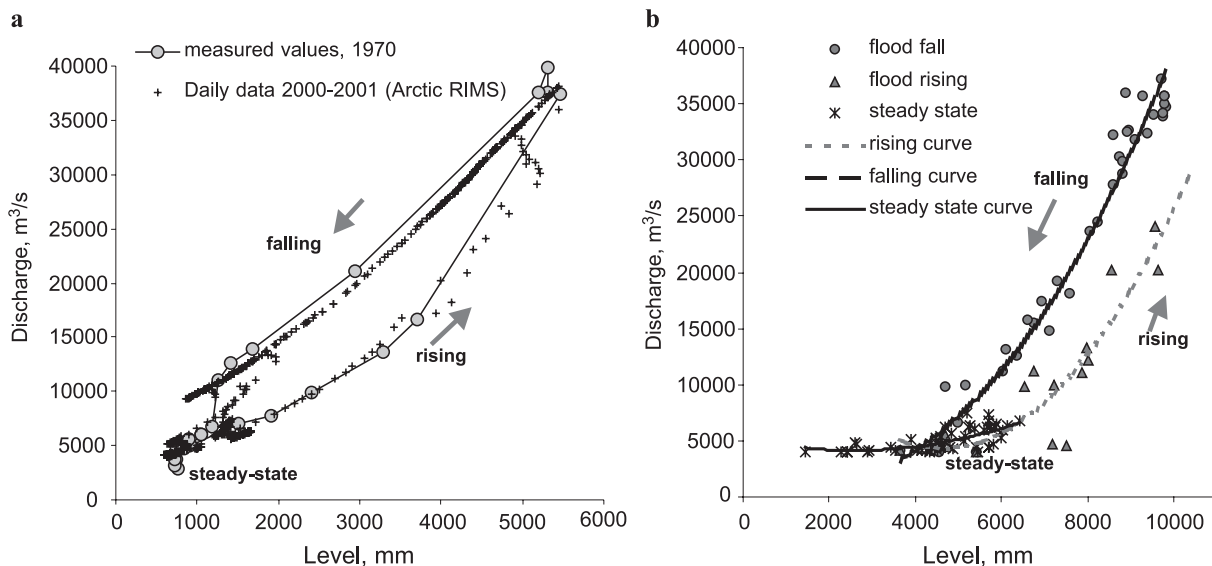 a
measured values, 1970
Daily data 2000-2001 (Arctic RIMS)
Discharge, m³/s
40000
35000
30000
25000
20000
15000
10000
5000
0
falling
rising
steady-state
0 1000 2000 3000 4000 5000 6000
Level, mm
b
flood fall
flood rising
steady state
rising curve
falling curve
steady state curve
Discharge, m³/s
40000
35000
30000
25000
20000
15000
10000
5000
0
falling
rising
steady-state
0 2000 4000 6000 8000 10000
Level, mm